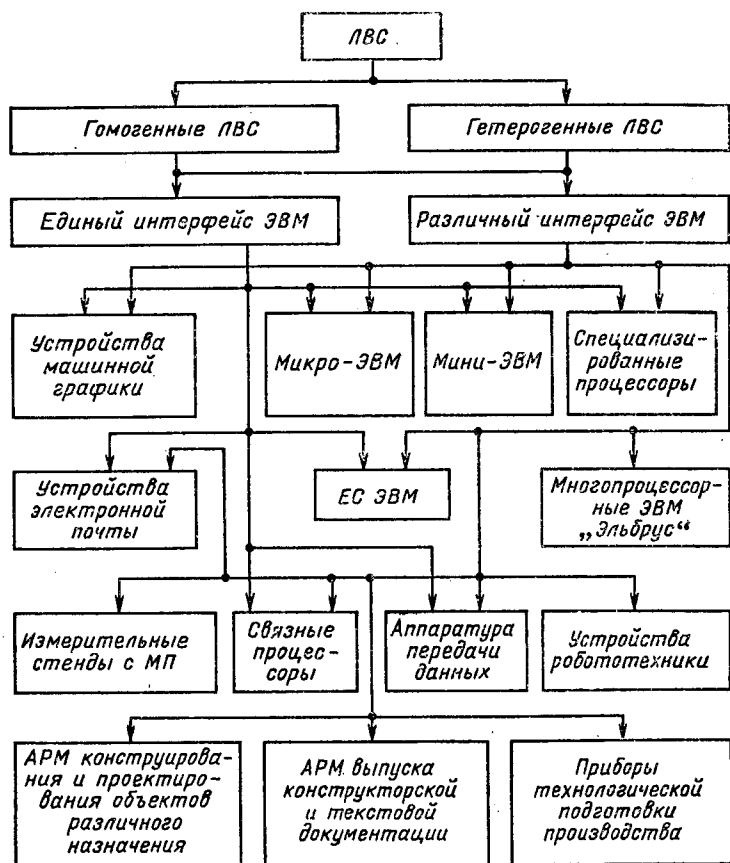 ЛВС
Гомогенные ЛВС
Гетерогенные ЛВС
Единый интерфейс ЭВМ
Различный интерфейс ЭВМ
Устройства
машинной
графики
Микро-ЭВМ
Мини-ЭВМ
Специализи-
рованные
процессоры
Устройства
электронной
почты
ЕС ЭВМ
Многопроцессор-
ные ЭВМ
„Эльбрус“
Измерительные
стенды с МП
Связные
процес-
соры
Аппаратура
передачи
данных
Устройства
робототехники
АРМ конструирова-
ния и проектиро-
вания объектов
различного
назначения
АРМ выпуска
конструкторской
и текстовой
документации
Приборы
технологической
подготовки
производства